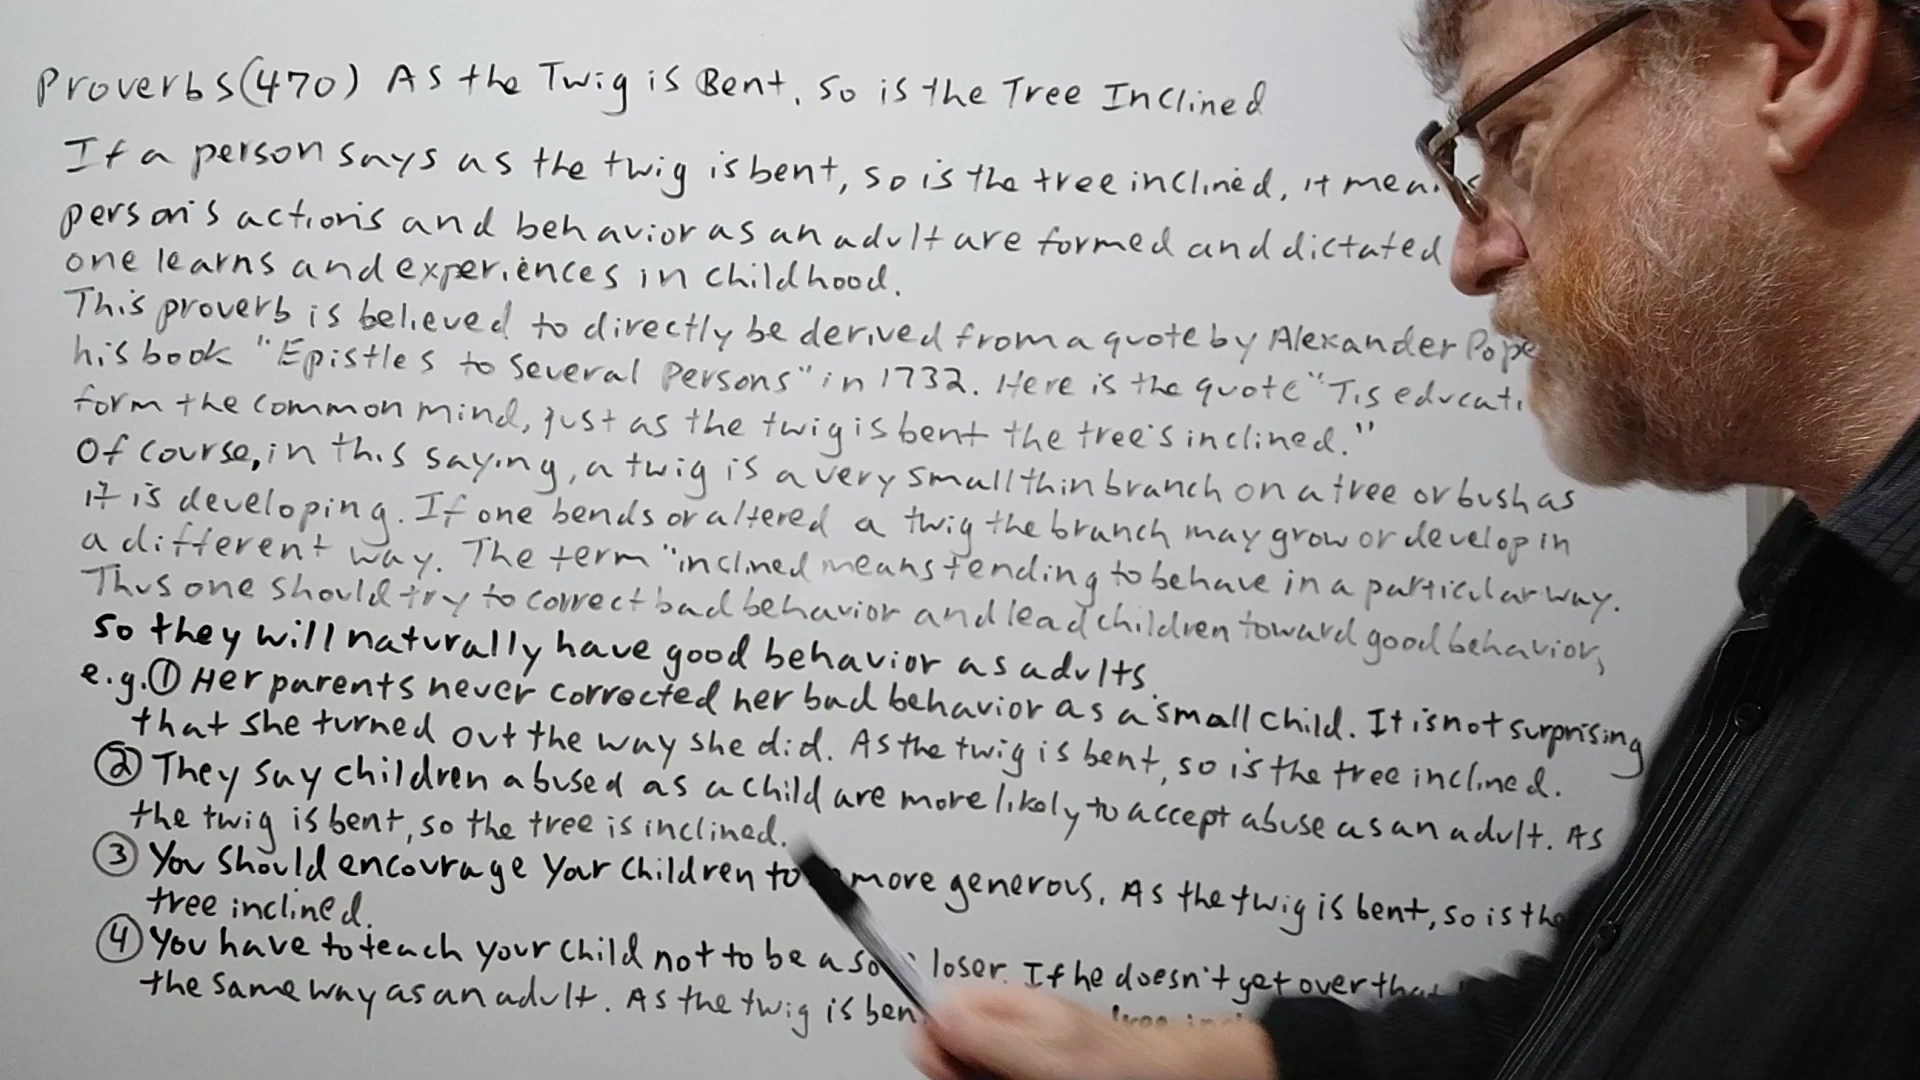 Proverbs(470) As the Twig is Bent, So is the Tree Inclined
If a person says as the twig is bent, so is the tree inclined, it means
person's actions and behavior as an adult are formed and dictated
one learns and experiences in childhood.
This proverb is believed to directly be derived from a quote by Alexander Pope
his book "Epistles to Several Persons" in 1732. Here is the quote "Tis
form the common mind, just as the twig is bent the tree's inclined."
Of course, in this saying, a twig is a very small thin branch on a tree or bush as
it is developing. If one bends or altered a twig the branch may grow or develop in
a different way. The term "inclined means tending to behave in a particular way.
Thus one should try to correct bad behavior and lead children toward good behavior,
so they will naturally have good behavior as adults.
e.g. ① Her parents never corrected her bad behavior as a small child. It is not surprising
that she turned out the way she did. As the twig is bent, so is the tree inclined.
② They say children abused as a child are more likely to accept abuse as an adult. As
the twig is bent, so the tree is inclined.
③ You should encourage your children to more generous. As the twig is bent, so is the
tree inclined.
④ You have to teach your child not to be a loser. If he doesn't get over
the same way as an adult. As the twig is